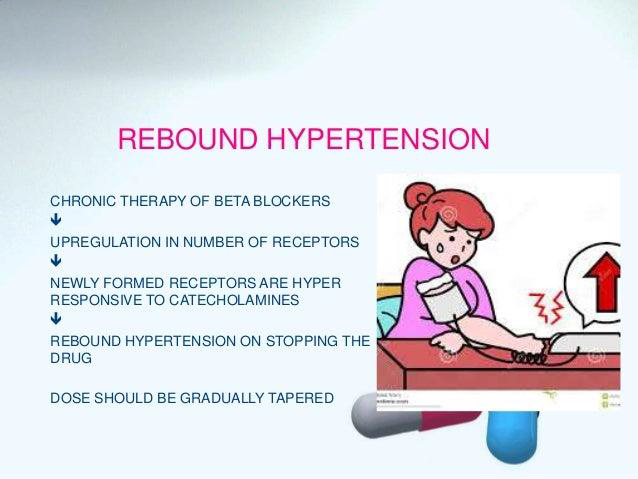 REBOUND HYPERTENSION
CHRONIC THERAPY OF BETA BLOCKERS
🡻
UPREGULATION IN NUMBER OF RECEPTORS
🡻
NEWLY FORMED RECEPTORS ARE HYPER
RESPONSIVE TO CATECHOLAMINES
🡻
REBOUND HYPERTENSION ON STOPPING THE
DRUG
DOSE SHOULD BE GRADUALLY TAPERED